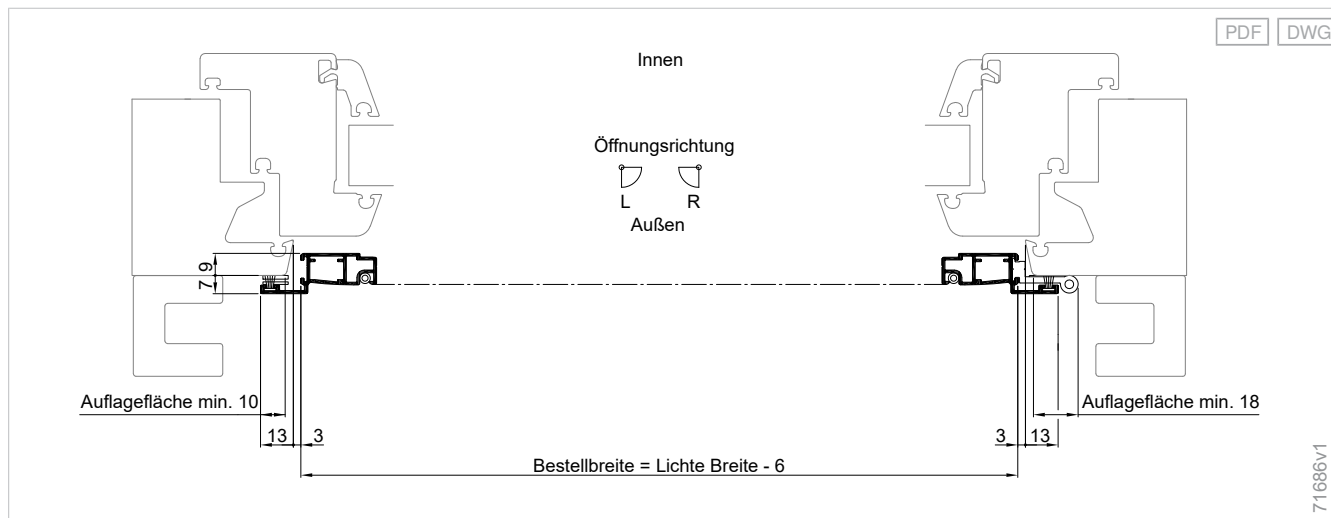 PDF DWG
Innen
Öffnungsrichtung
L R
Außen
9
7
Auflagefläche min. 10
Auflagefläche min. 18
13 3
3 13
Bestellbreite = Lichte Breite - 6
71686v1